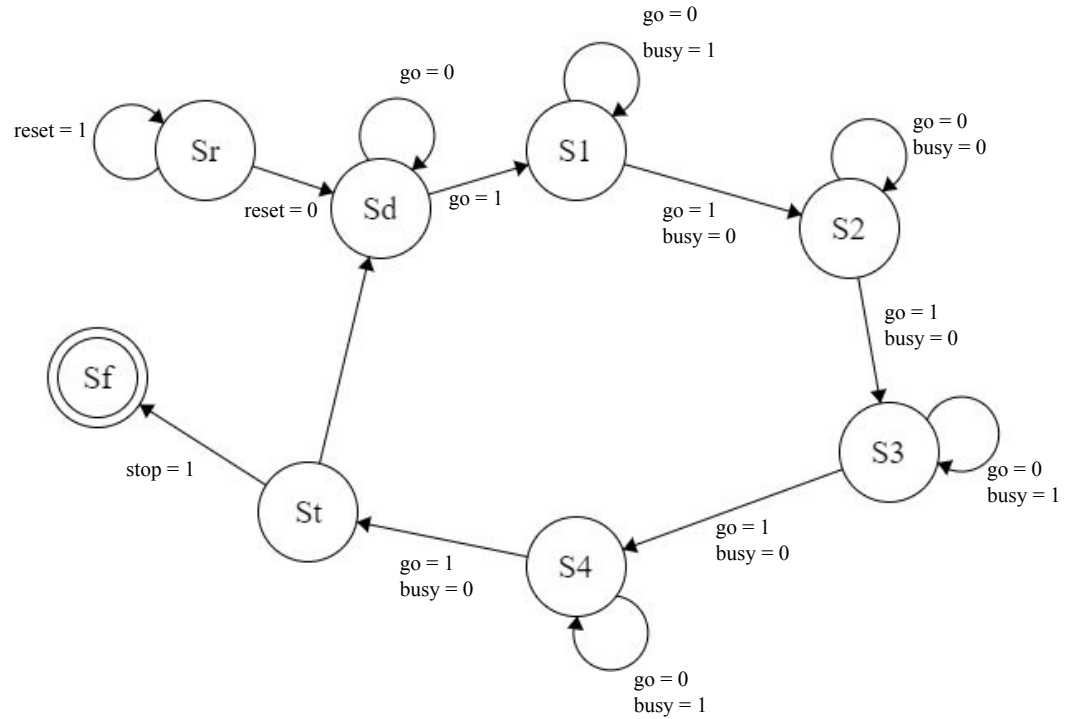 go = 0
busy = 1
go = 0
reset = 1
Sr
S1
go = 0
busy = 0
reset = 0
Sd
go = 1
go = 1
busy = 0
S2
go = 1
busy = 0
Sf
stop = 1
S3
go = 0
busy = 1
St
go = 1
busy = 0
go = 1
busy = 0
S4
go = 0
busy = 1